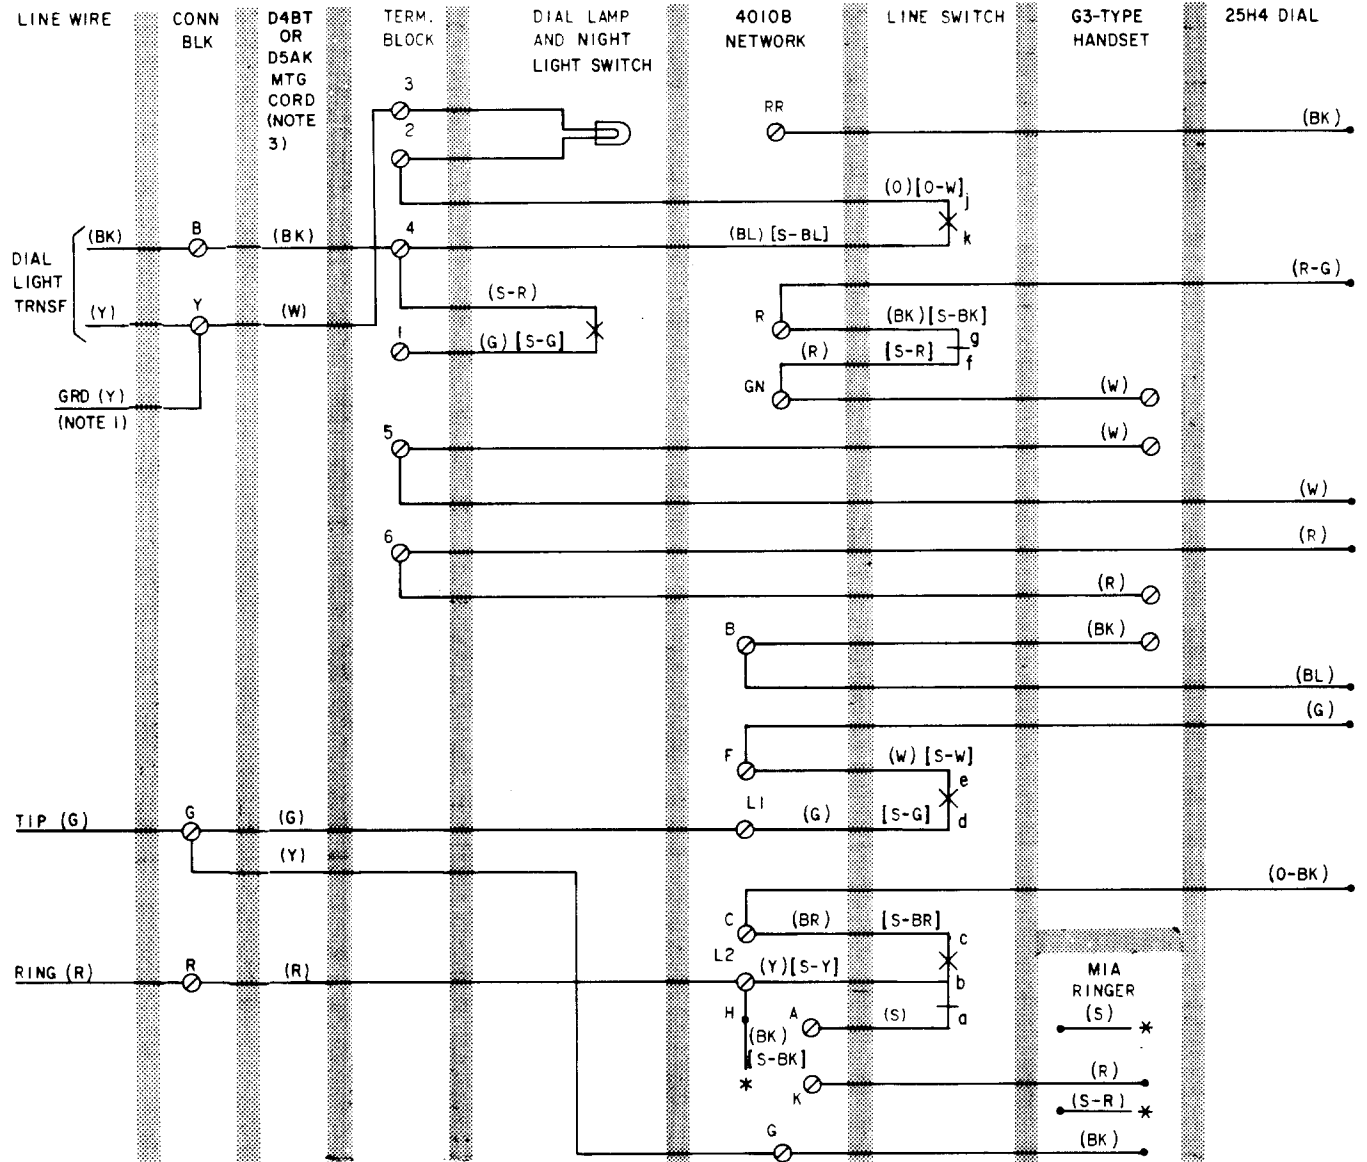 LINE WIRE
CONN
BLK
D4BT
OR
D5AK
MTG
CORD
(NOTE
3)
TERM.
BLOCK
DIAL LAMP
AND NIGHT
LIGHT SWITCH
4010B
NETWORK
LINE SWITCH
G3-TYPE
HANDSET
25H4 DIAL
3
2
RR
(BK)
(O)[O-W]
j
k
DIAL
LIGHT
TRNSF
(BK)
B
(BK)
4
(BL)[S-BL]
(Y)
Y
(W)
(S-R)
1
(G)[S-G]
(R-G)
R
(BK)[S-BK]
g
f
(R)
[S-R]
GN
(W)
GRD (Y)
(NOTE 1)
5
(W)
(W)
6
(R)
(R)
B
(BK)
(BL)
(G)
F
(W)[S-W]
e
d
L1
(G)
[S-G]
TIP (G)
G
(G)
(Y)
(O-BK)
C
(BR)
[S-BR]
c
L2
(Y)[S-Y]
b
RING (R)
R
(R)
H
A
(S)
a
(BK)
[S-BK]
*
K
M1A
RINGER
(S)
*
(R)
(S-R)
*
G
(BK)